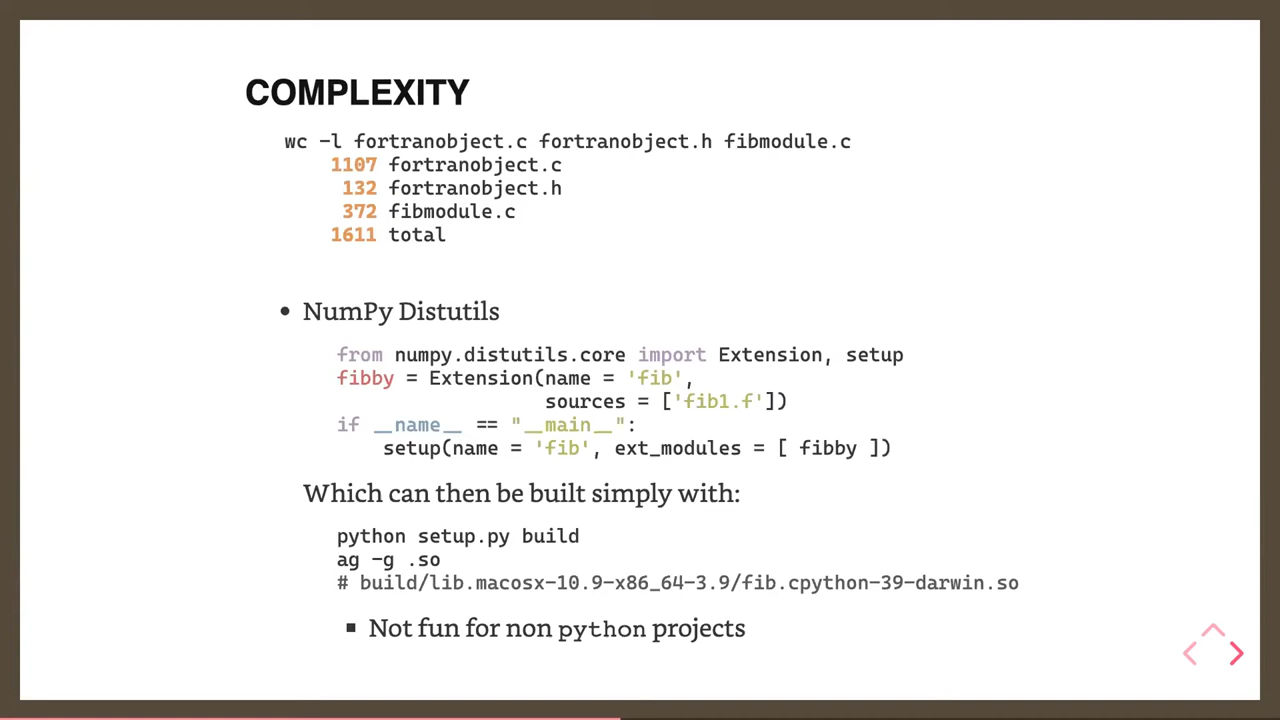 COMPLEXITY
wc -l fortranobject.c fortranobject.h fibmodule.c
1107 fortranobject.c
132 fortranobject.h
372 fibmodule.c
1611 total
• NumPy Distutils
from numpy.distutils.core import Extension, setup
fibby = Extension(name = 'fib',
sources = ['fib1.f'])
if __name__ == "__main__":
setup(name = 'fib', ext_modules = [ fibby ])
Which can then be built simply with:
python setup.py build
ag -g .so
# build/lib.macosx-10.9-x86_64-3.9/fib.cpython-39-darwin.so
▪ Not fun for non python projects